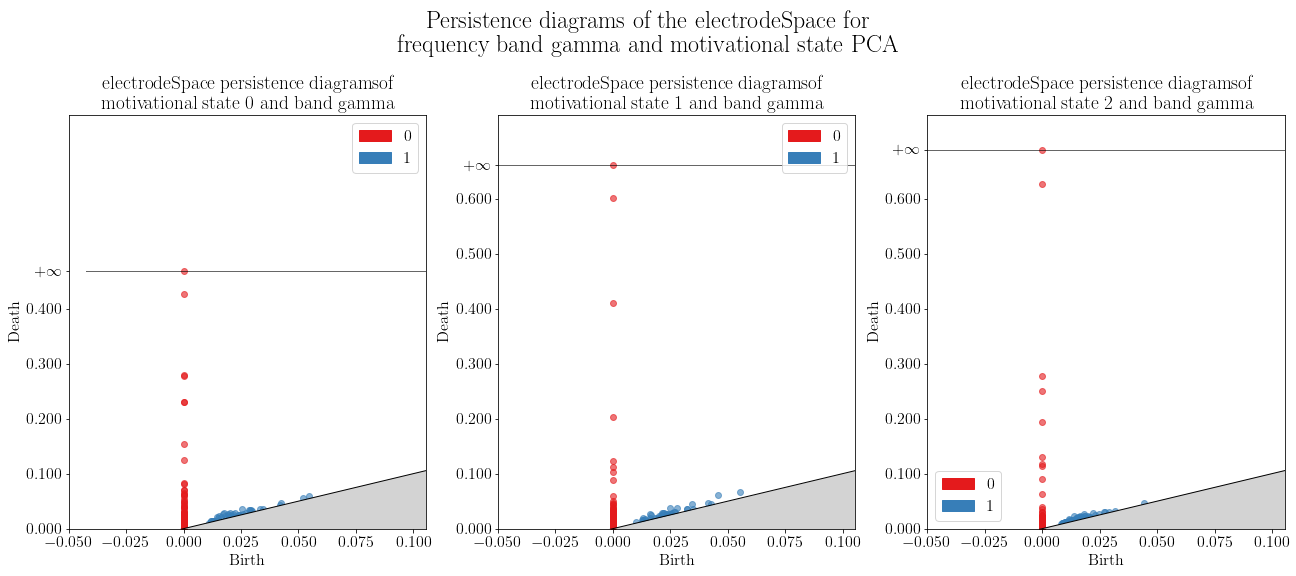 Persistence diagrams of the electrodeSpace for
frequency band gamma and motivational state PCA
electrodeSpace persistence diagramsof
motivational state 0 and band gamma
0
1
+∞
0.400
0.300
0.200
0.100
0.000
Death
−0.050 −0.025 0.000 0.025 0.050 0.075 0.100
Birth
electrodeSpace persistence diagramsof
motivational state 1 and band gamma
0
1
+∞
0.600
0.500
0.400
0.300
0.200
0.100
0.000
Death
−0.050 −0.025 0.000 0.025 0.050 0.075 0.100
Birth
electrodeSpace persistence diagramsof
motivational state 2 and band gamma
+∞
0.600
0.500
0.400
0.300
0.200
0.100
0.000
Death
0
1
−0.050 −0.025 0.000 0.025 0.050 0.075 0.100
Birth